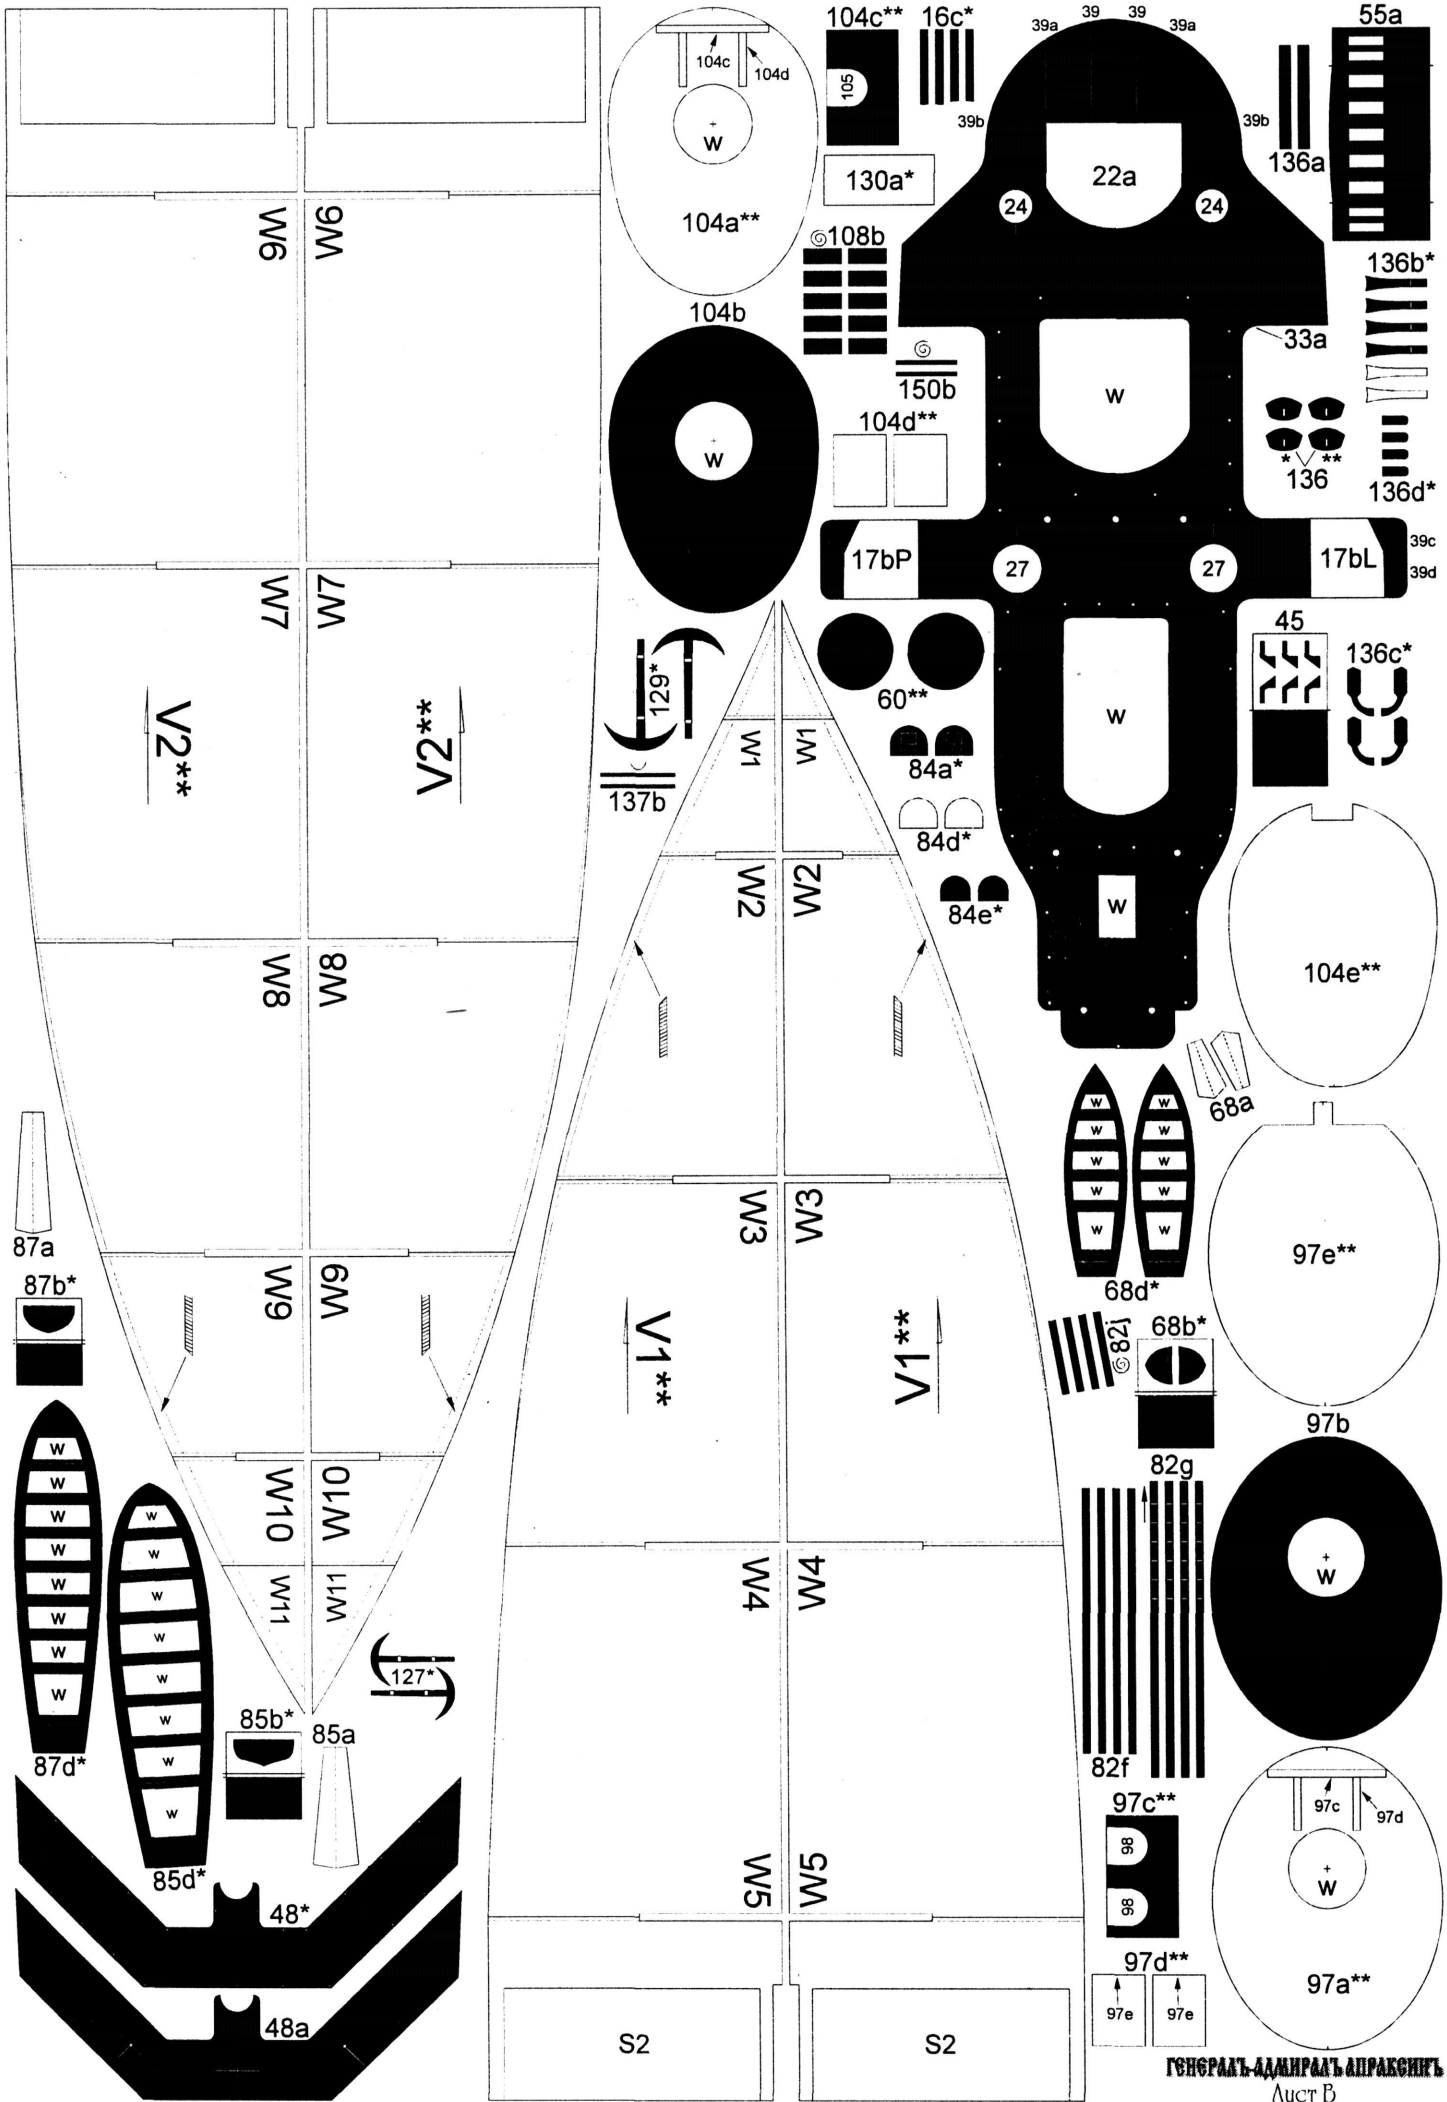 104c
104d
W
104a**
104c**
105
16c*
130a*
108b
104b
W
150b
104d**
39a
39
39
39a
39b
39b
22a
24
24
33a
W
17bP
27
27
17bL
39c
39d
W
W
55a
136a
136b*
136
* **
136d*
45
136c*
60**
84a*
84d*
84e*
129*
137b
104e**
68a
W
W
W
W
W
W
W
W
W
W
68d*
97e**
82j
68b*
97b
82g
W
82f
97c**
98
98
97c
97d
W
97a**
97d**
97e
97e
W6
W6
W7
W7
V2**
V2**
W8
W8
W9
W9
W10
W10
W11
W11
W1
W1
W2
W2
W3
W3
V1**
V1**
W4
W4
W5
W5
S2
S2
87a
87b*
W
W
W
W
W
W
W
W
87d*
W
W
W
W
W
W
W
W
85d*
85b*
85a
127*
48*
48a
ГЕНЕРАЛЪ-АДМИРАЛЪ АПРАКСИНЪ
Лист В